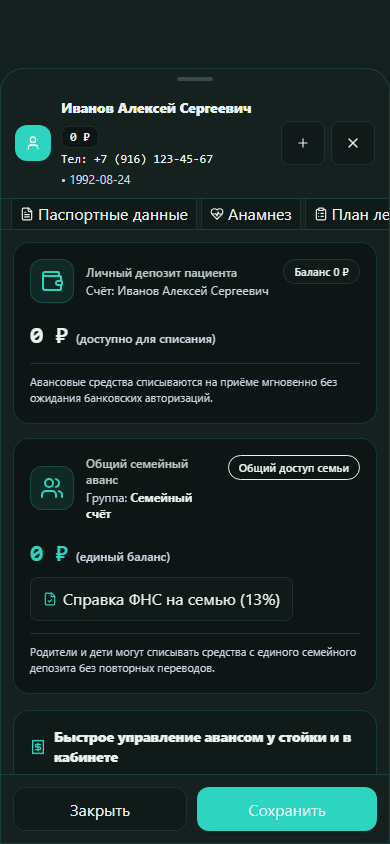 Иванов Алексей Сергеевич
0 ₽
Тел: +7 (916) 123-45-67
• 1992-08-24
Паспортные данные
Анамнез
План ле
Личный депозит пациента
Счёт: Иванов Алексей Сергеевич
Баланс 0 ₽
0 ₽ (доступно для списания)
Авансовые средства списываются на приёме мгновенно без
ожидания банковских авторизаций.
Общий семейный
аванс
Группа: Семейный
счёт
Общий доступ семьи
0 ₽ (единый баланс)
Справка ФНС на семью (13%)
Родители и дети могут списывать средства с единого семейного
депозита без повторных переводов.
Быстрое управление авансом у стойки и в
кабинете
Закрыть
Сохранить